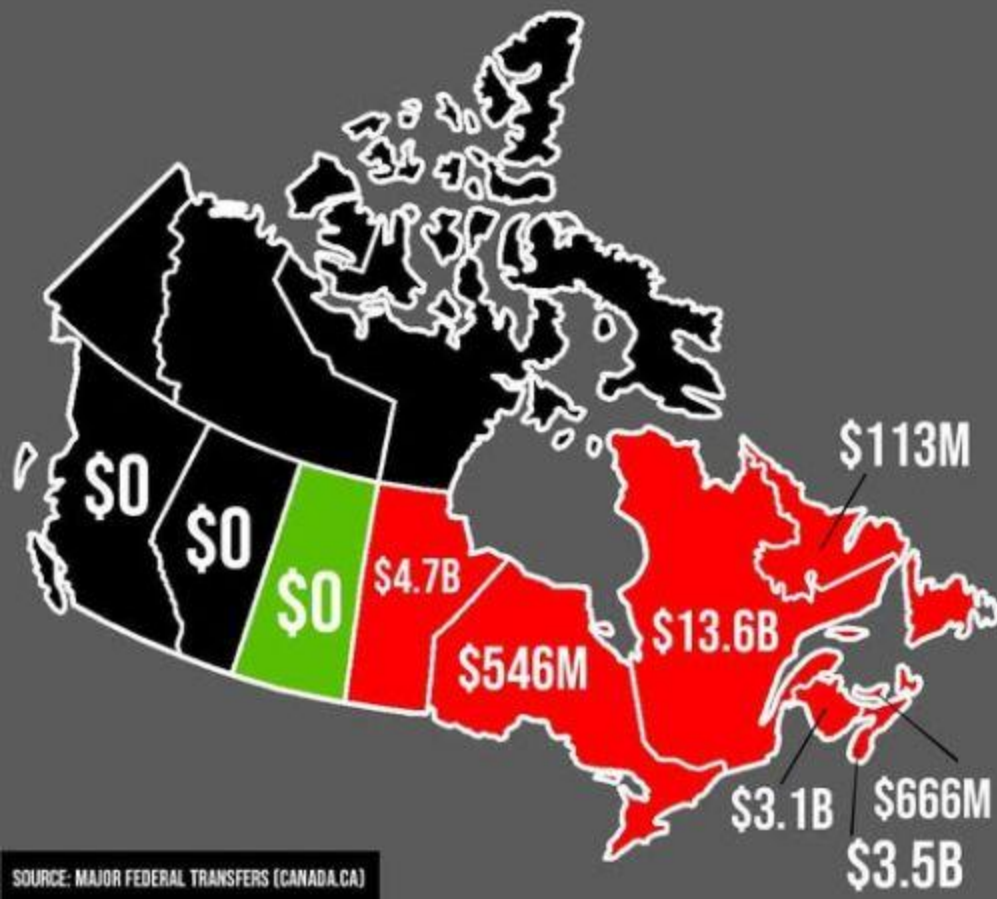 $113M
$0
$0
$0
$4.7B
$13.6B
$546M
$3.1B
$666M
$3.5B
SOURCE: MAJOR FEDERAL TRANSFERS (CANADA.CA)